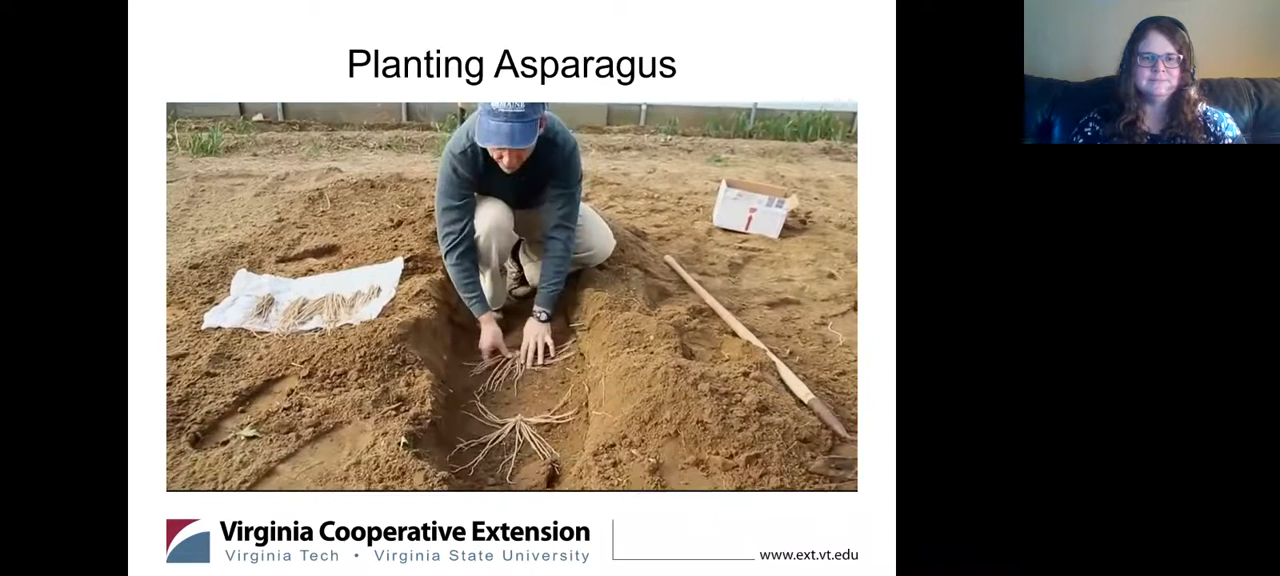 Planting Asparagus
Virginia Cooperative Extension
Virginia Tech • Virginia State University
www.ext.vt.edu